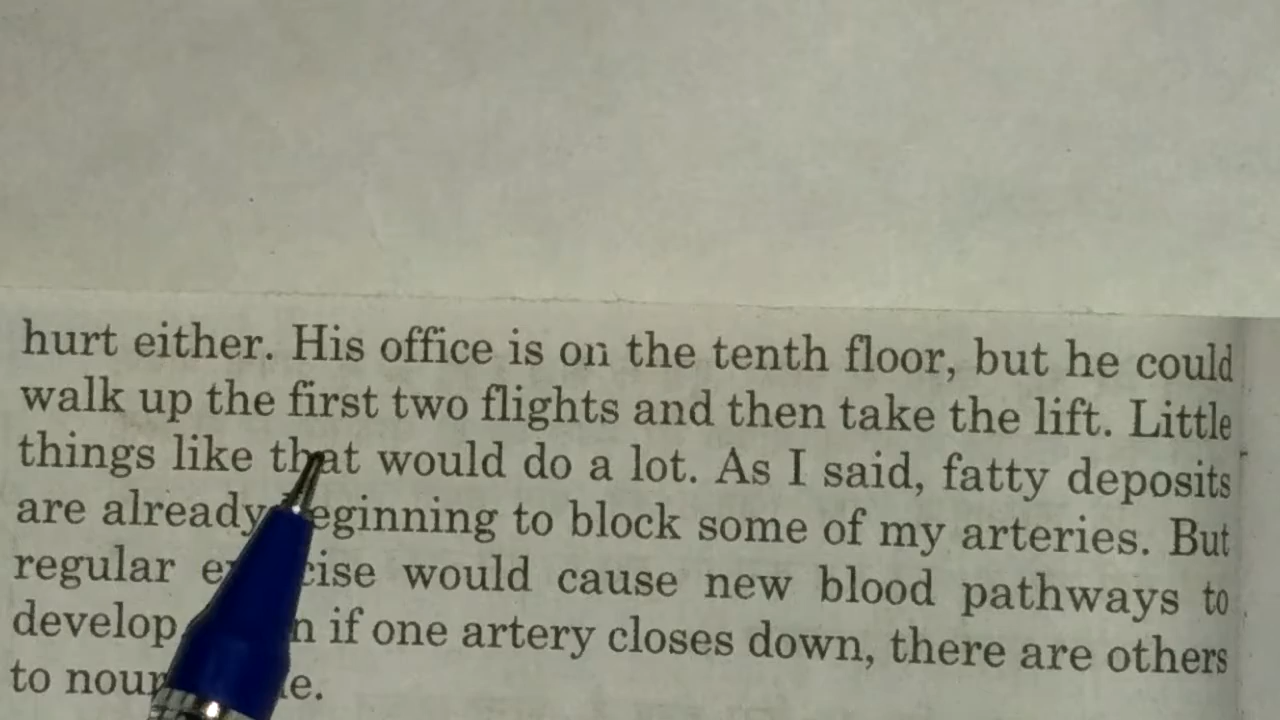 hurt either. His office is on the tenth floor, but he could
walk up the first two flights and then take the lift. Little
things like that would do a lot. As I said, fatty deposits
are already beginning to block some of my arteries. But
regular exercise would cause new blood pathways to
develop if one artery closes down, there are others
to